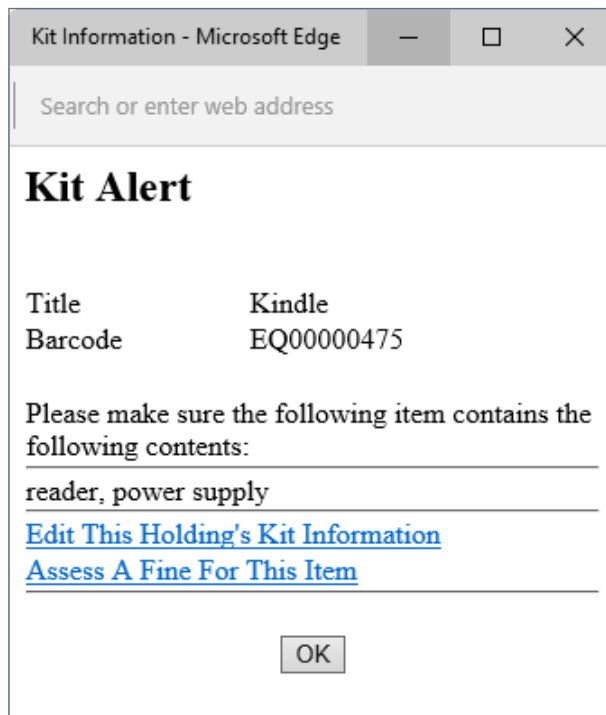 Kit Information - Microsoft Edge
Search or enter web address
Kit Alert
Title Kindle
Barcode EQ00000475
Please make sure the following item contains the
following contents:
reader, power supply
Edit This Holding's Kit Information
Assess A Fine For This Item
OK